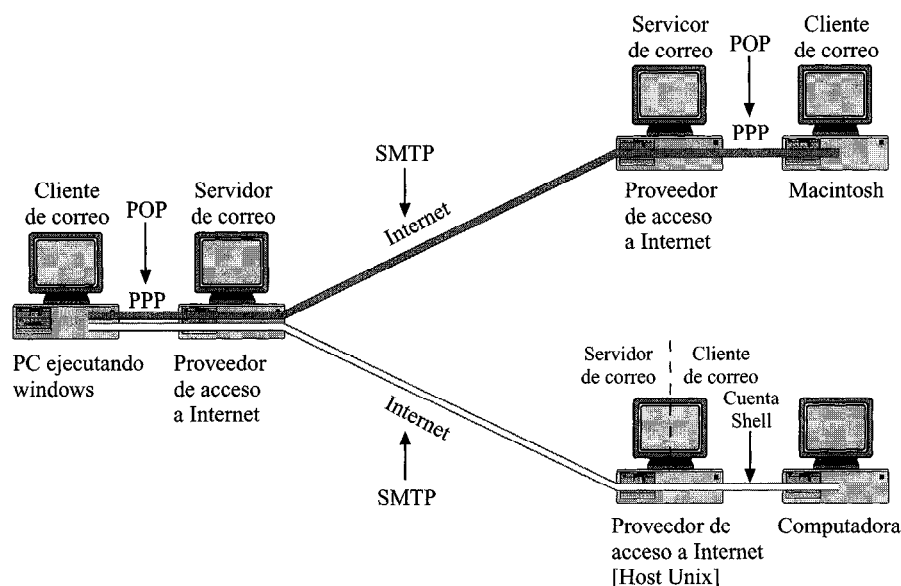 Servicor
de correo
POP
Cliente
de correo
PPP
SMTP
Internet
Proveedor
de acceso
a Internet
Macintosh
Cliente
de correo
POP
Servidor
de correo
PPP
PC ejecutando
windows
Proveedor
de acceso
a Internet
Internet
SMTP
Servidor
de correo
Cliente
de correo
Cuenta
Shell
Proveedor de
acceso a Internet
[Host Unix]
Computadora